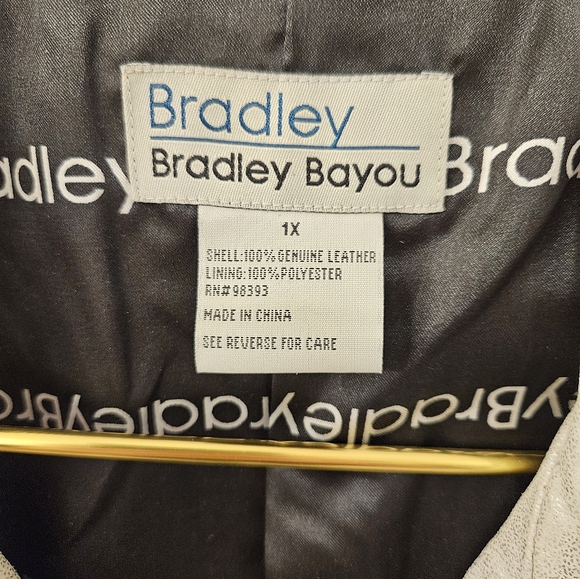 Bradley
Bradley Bayou
adley
Brad
1X
SHELL:100%GENUINE LEATHER
LINING:100%POLYESTER
RN#98393
MADE IN CHINA
SEE REVERSE FOR CARE
BradleyBradleyBradleyBra